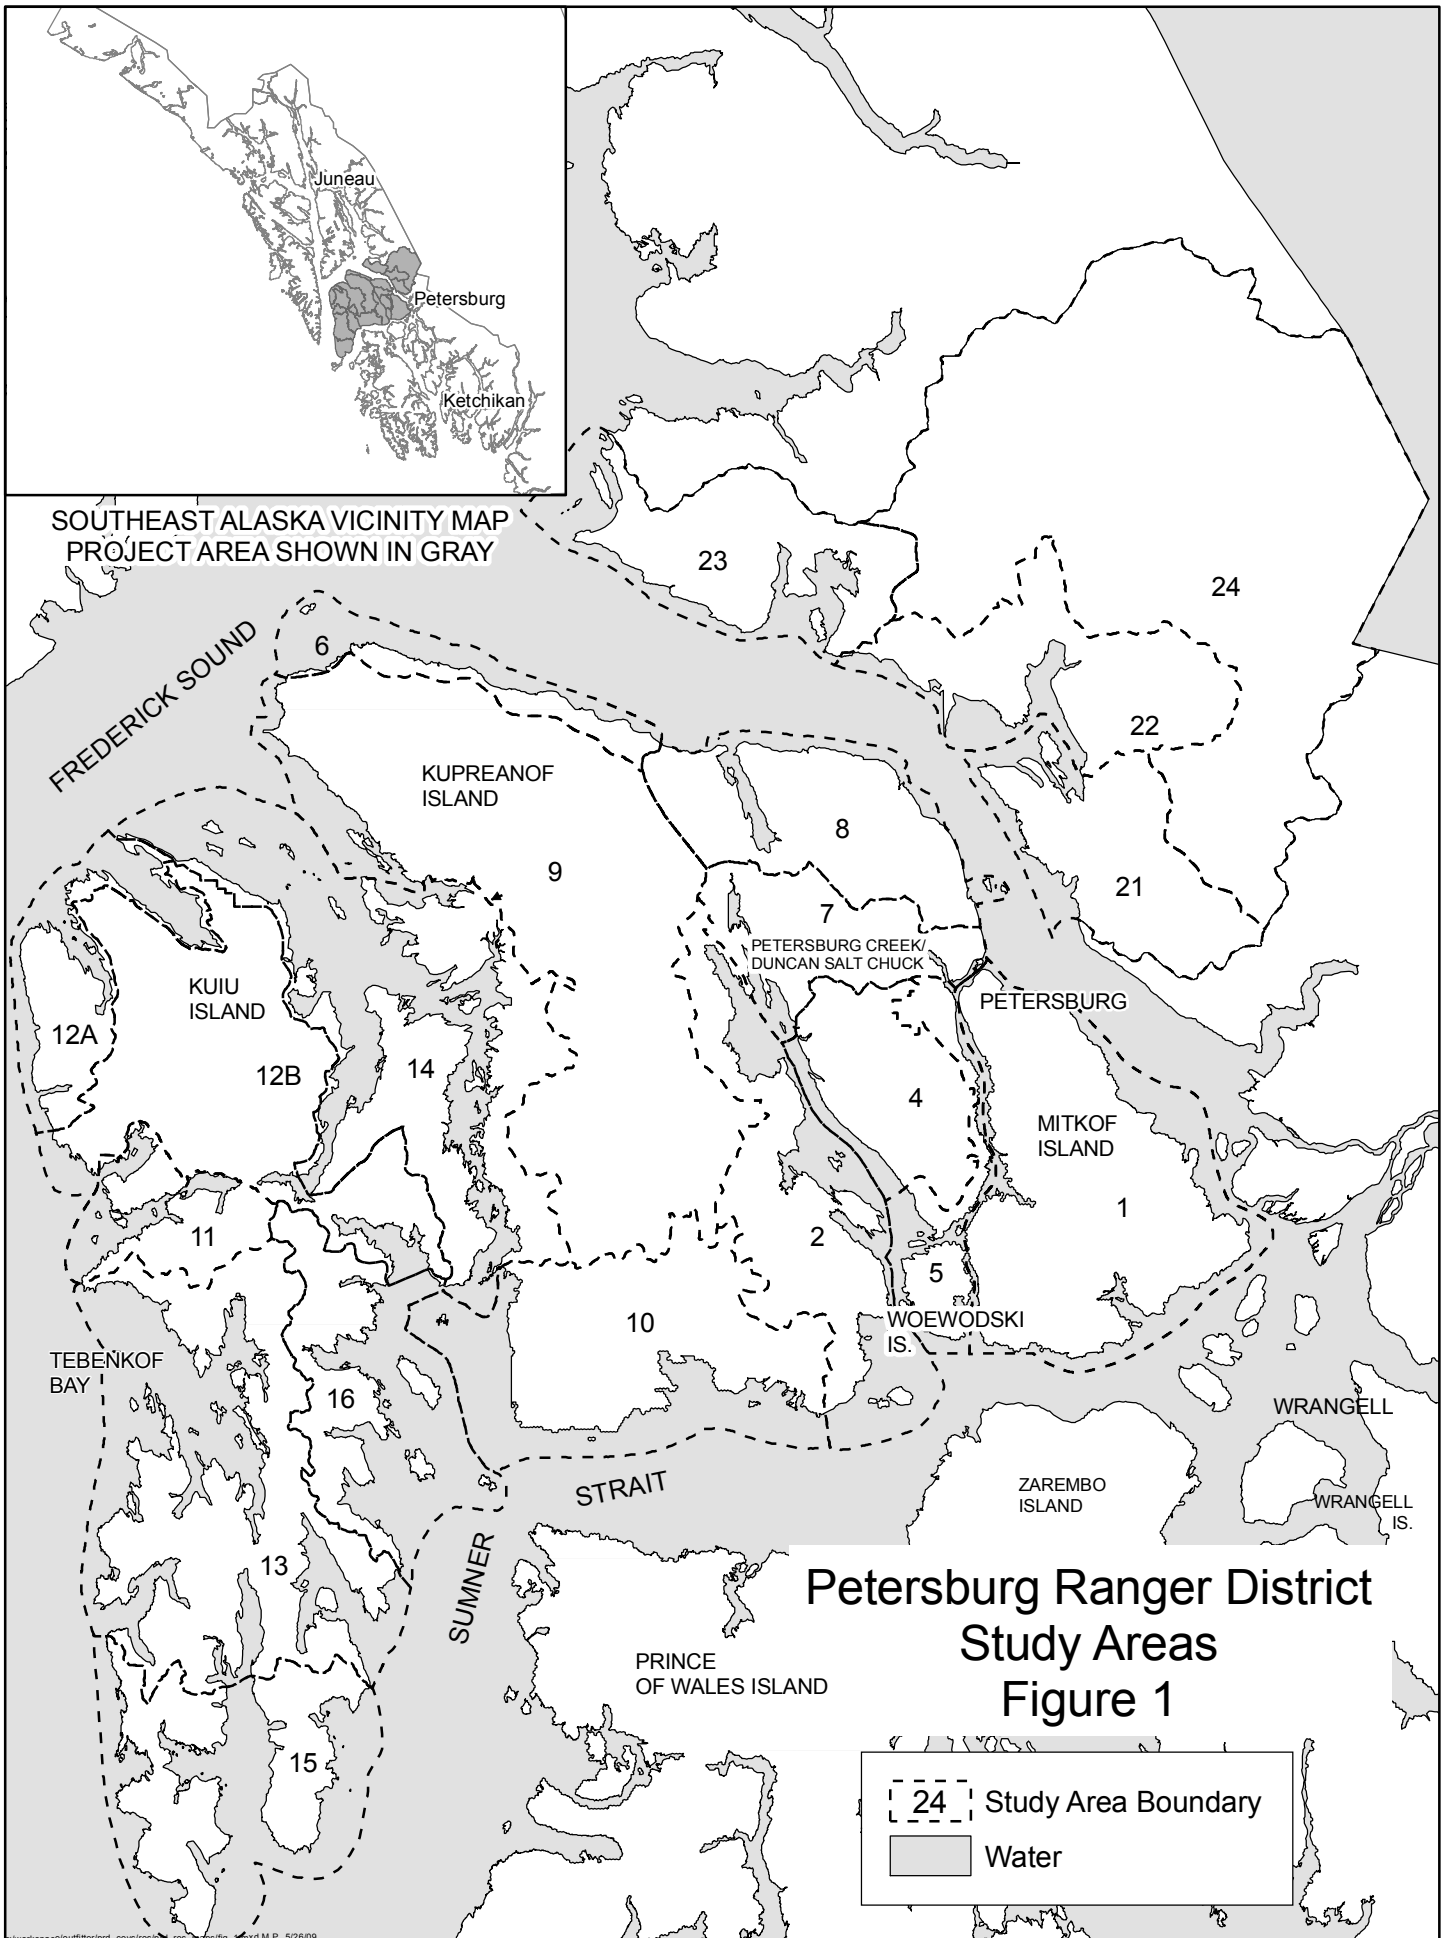 Juneau
Petersburg
Ketchikan
SOUTHEAST ALASKA VICINITY MAP
PROJECT AREA SHOWN IN GRAY
FREDERICK SOUND
23
24
6
22
KUPREANOF
ISLAND
8
9
21
7
PETERSBURG CREEK/
DUNCAN SALT CHUCK
KUIU
ISLAND
PETERSBURG
12A
12B
14
4
MITKOF
ISLAND
1
11
2
5
10
WOEWODSKI
IS.
TEBENKOF
BAY
16
WRANGELL
STRAIT
ZAREMBO
ISLAND
WRANGELL
IS.
SUMNER
13
PRINCE
OF WALES ISLAND
15
Petersburg Ranger District
Study Areas
Figure 1
24 Study Area Boundary
Water
M.P. 5/26/09